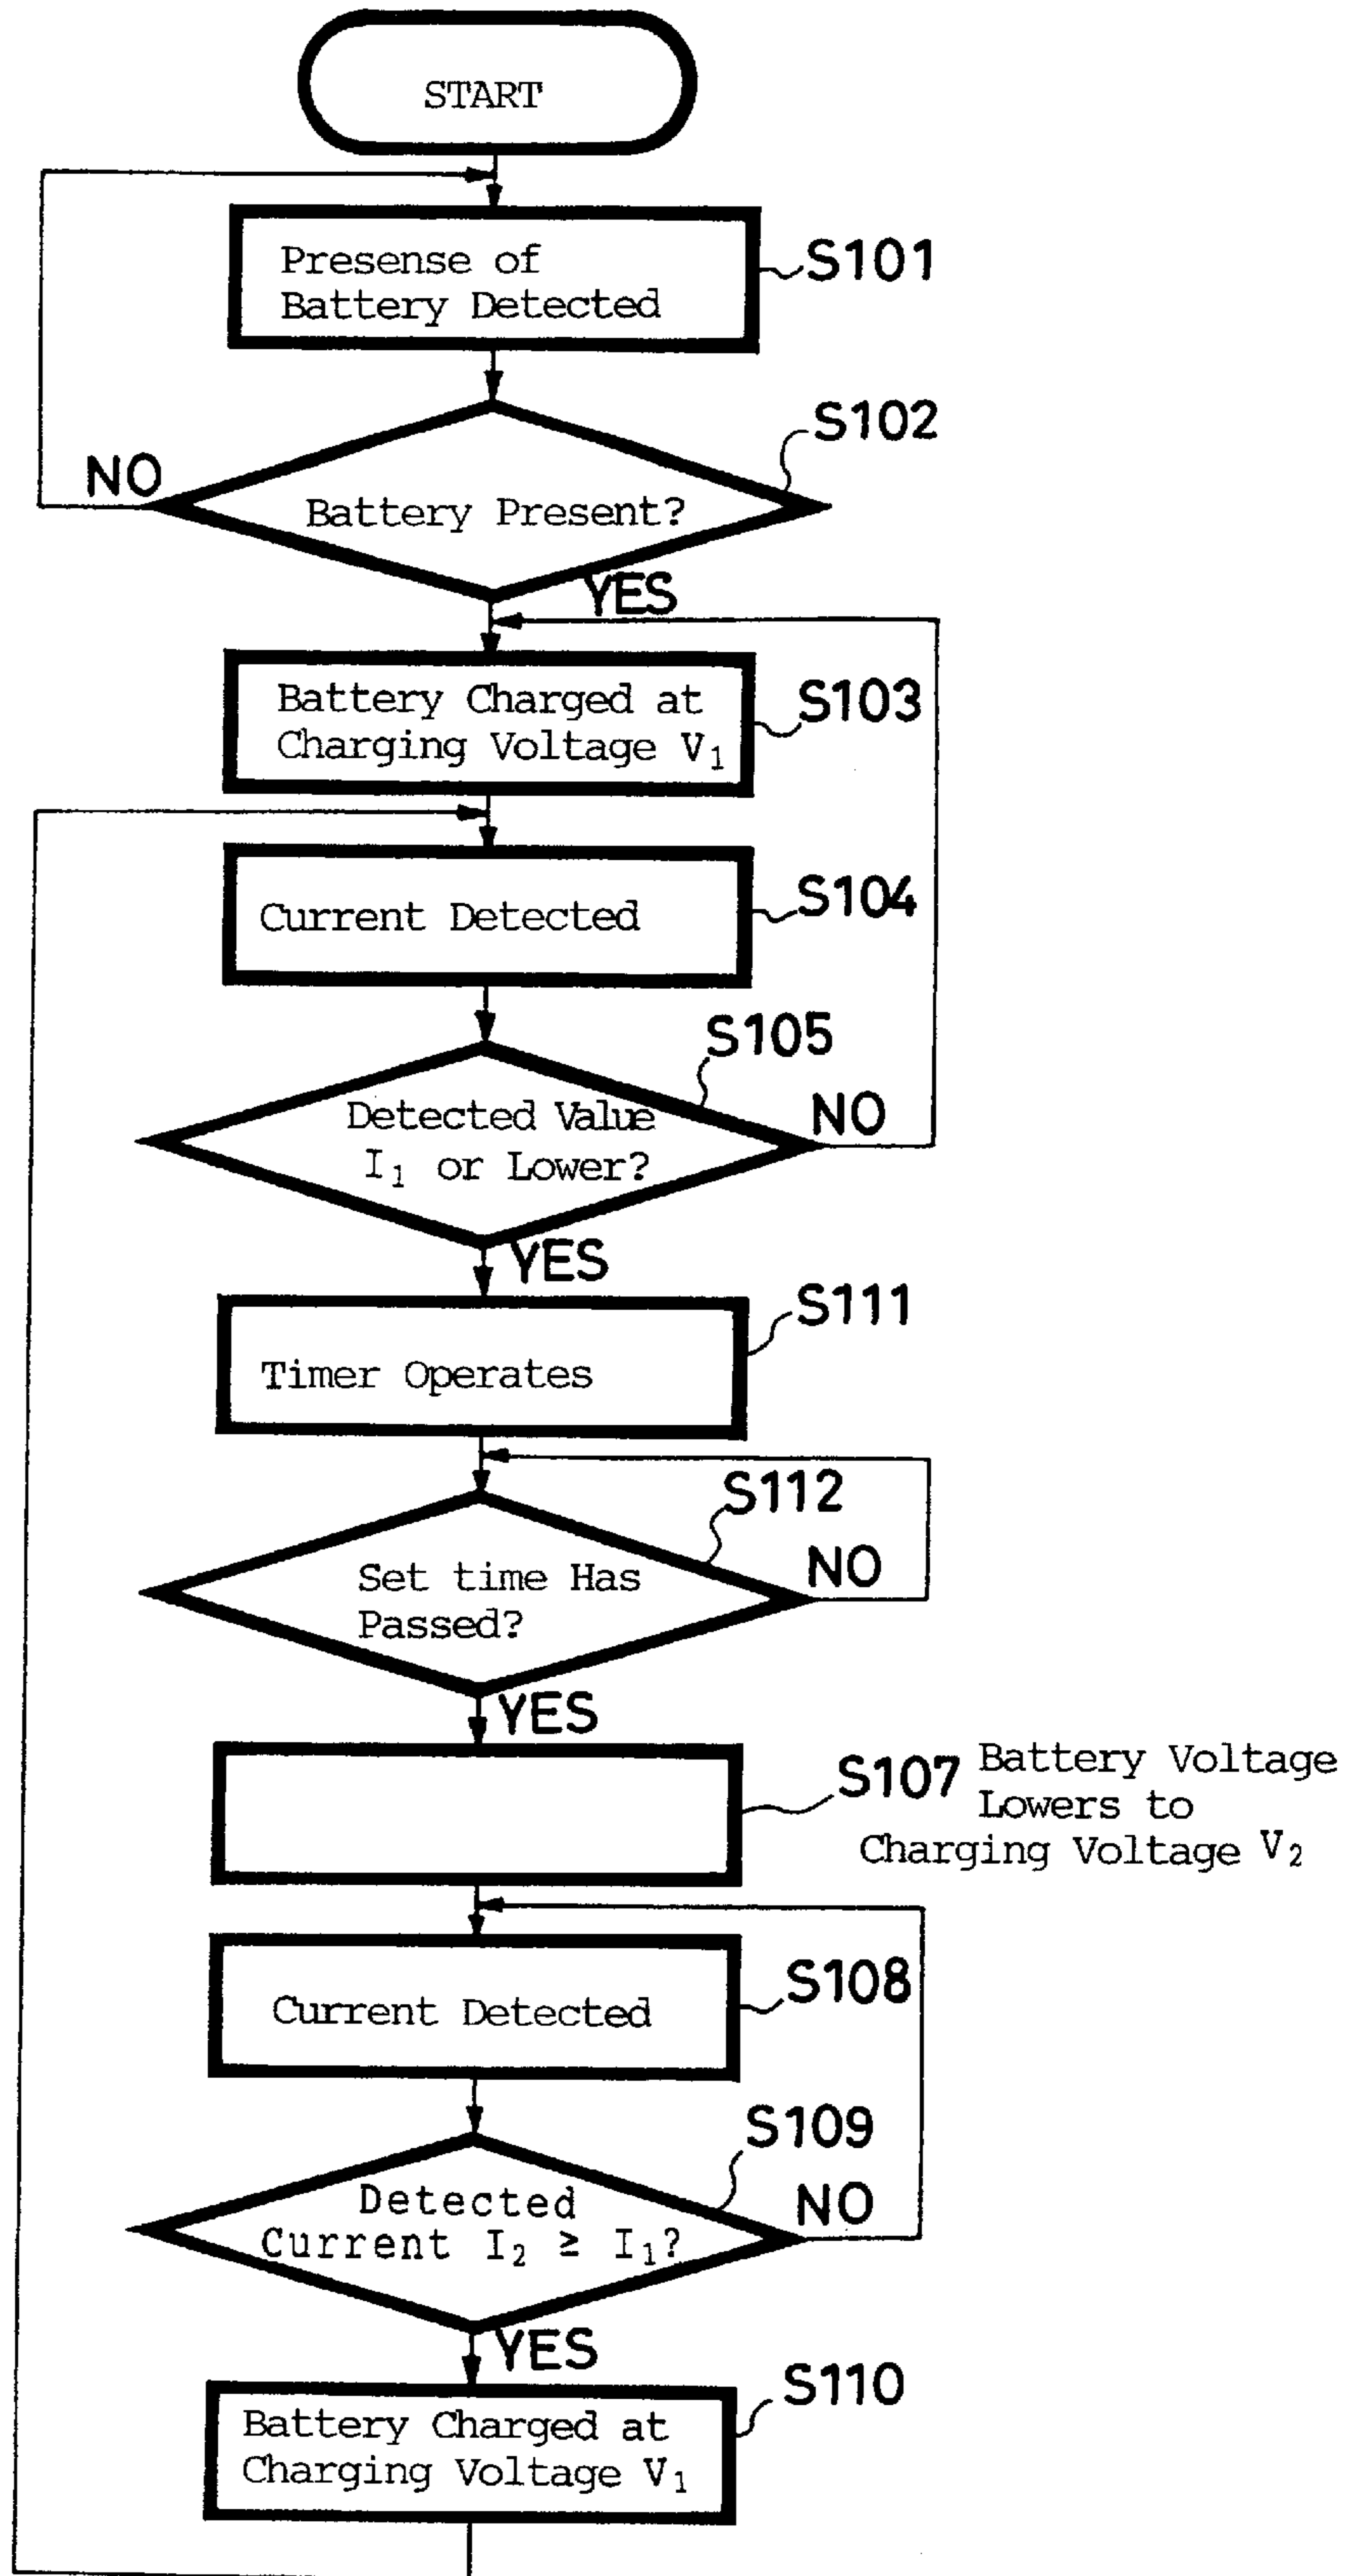 START
Presense of
Battery Detected
S101
S102
NO
Battery Present?
YES
Battery Charged at
Charging Voltage V₁
S103
Current Detected
S104
S105
Detected Value
I₁ or Lower?
NO
YES
S111
Timer Operates
S112
Set time Has
Passed?
NO
YES
S107
Battery Voltage
Lowers to
Charging Voltage V₂
Current Detected
S108
S109
Detected
Current I₂ ≥ I₁?
NO
YES
S110
Battery Charged at
Charging Voltage V₁